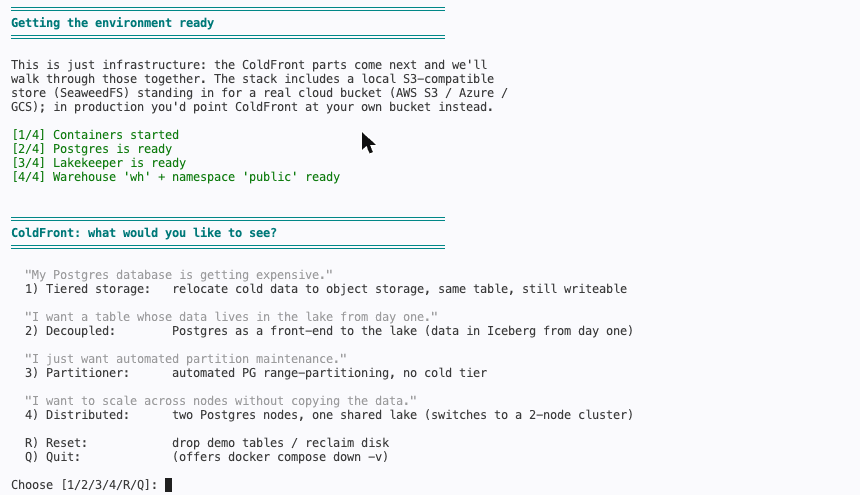 Getting the environment ready
This is just infrastructure: the ColdFront parts come next and we'll
walk through those together. The stack includes a local S3-compatible
store (SeaweedFS) standing in for a real cloud bucket (AWS S3 / Azure /
GCS); in production you'd point ColdFront at your own bucket instead.
[1/4] Containers started
[2/4] Postgres is ready
[3/4] Lakekeeper is ready
[4/4] Warehouse 'wh' + namespace 'public' ready
ColdFront: what would you like to see?
"My Postgres database is getting expensive."
1) Tiered storage: relocate cold data to object storage, same table, still writeable
"I want a table whose data lives in the lake from day one."
2) Decoupled: Postgres as a front-end to the lake (data in Iceberg from day one)
"I just want automated partition maintenance."
3) Partitioner: automated PG range-partitioning, no cold tier
"I want to scale across nodes without copying the data."
4) Distributed: two Postgres nodes, one shared lake (switches to a 2-node cluster)
R) Reset: drop demo tables / reclaim disk
Q) Quit: (offers docker compose down -v)
Choose [1/2/3/4/R/Q]: